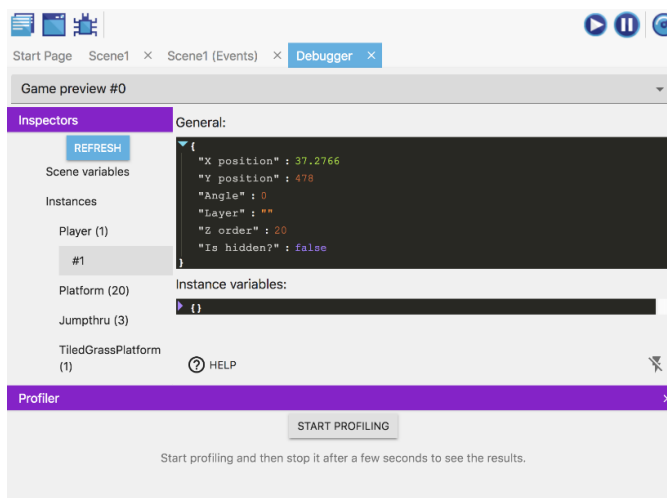 Start Page Scene1 × Scene1 (Events) × Debugger ×
Game preview #0
Inspectors
REFRESH
Scene variables
Instances
Player (1)
#1
Platform (20)
Jumpthru (3)
TiledGrassPlatform
(1)
General:
{
"X position" : 37.2766
"Y position" : 478
"Angle" : 0
"Layer" : ""
"Z order" : 20
"Is hidden?" : false
}
Instance variables:
{}
? HELP
Profiler
START PROFILING
Start profiling and then stop it after a few seconds to see the results.